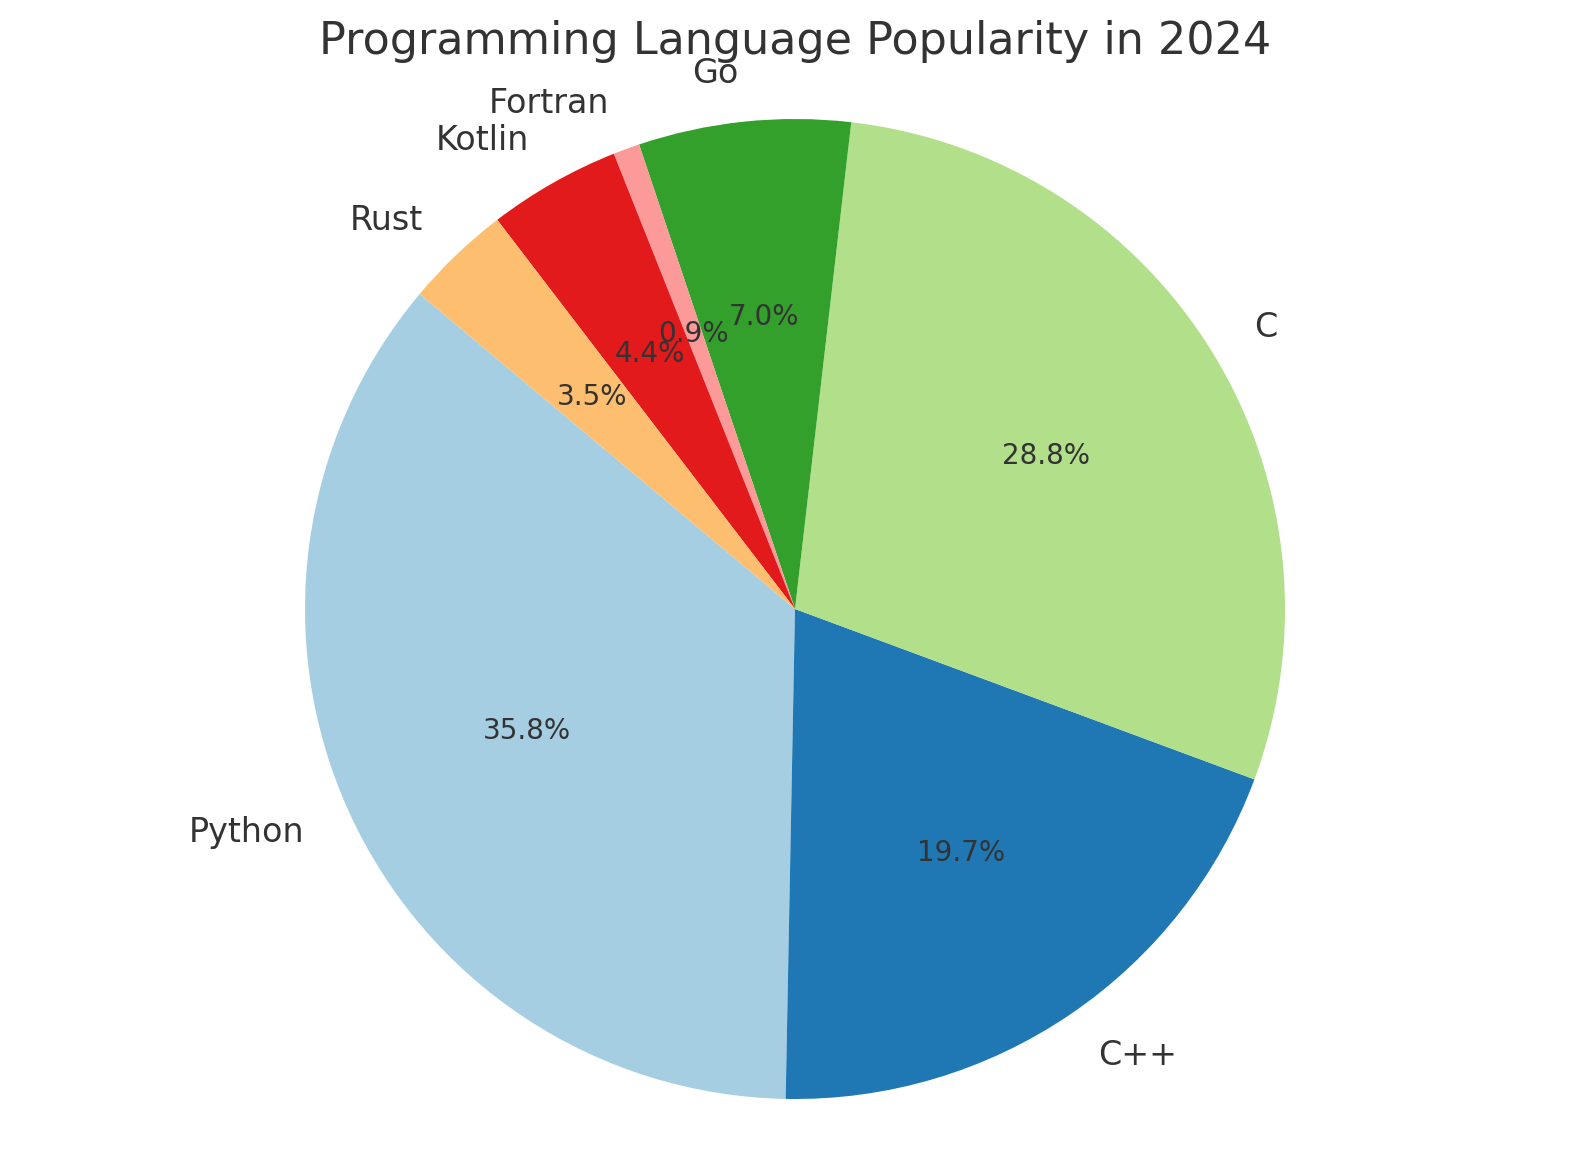 Programming Language Popularity in 2024
Go
Fortran
Kotlin
Rust
C
Python
C++
7.0%
0.9%
4.4%
3.5%
28.8%
35.8%
19.7%